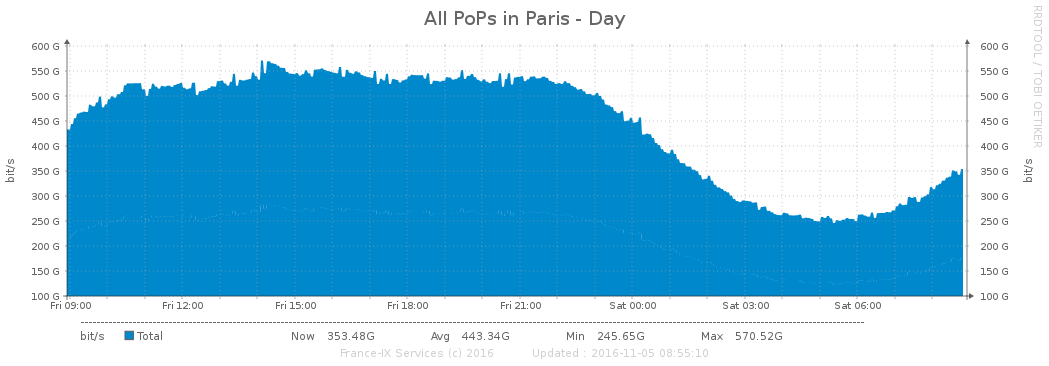 All PoPs in Paris - Day
RRDTOOL / TOBI OETIKER
600 G 600 G
550 G 550 G
500 G 500 G
450 G 450 G
400 G 400 G
350 G 350 G
300 G 300 G
250 G 250 G
200 G 200 G
150 G 150 G
100 G 100 G
bit/s bit/s
Fri 09:00 Fri 12:00 Fri 15:00 Fri 18:00 Fri 21:00 Sat 00:00 Sat 03:00 Sat 06:00
bit/s Total Now 353.48G Avg 443.34G Min 245.65G Max 570.52G
France-IX Services (c) 2016 Updated : 2016-11-05 08:55:10